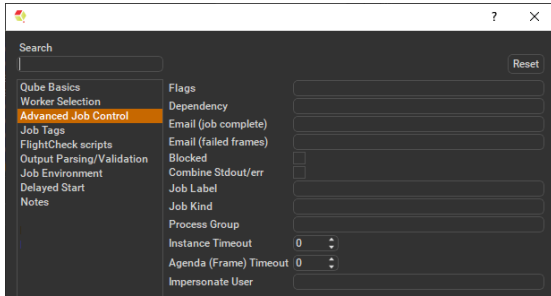 ?
Search
Reset
Qube Basics
Worker Selection
Advanced Job Control
Job Tags
FlightCheck scripts
Output Parsing/Validation
Job Environment
Delayed Start
Notes
Flags
Dependency
Email (job complete)
Email (failed frames)
Blocked
Combine Stdout/err
Job Label
Job Kind
Process Group
Instance Timeout 0
Agenda (Frame) Timeout 0
Impersonate User